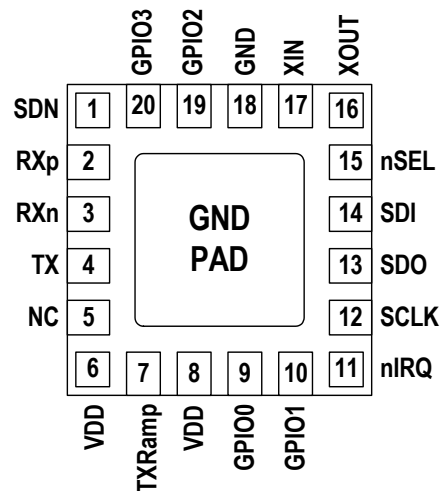 GPIO3
GPIO2
GND
XIN
XOUT
20
19
18
17
SDN
1
16
RXp
2
15
nSEL
RXn
3
GND
PAD
14
SDI
TX
4
13
SDO
NC
5
12
SCLK
6
7
8
9
10
11
nIRQ
VDD
TXRamp
VDD
GPIO0
GPIO1